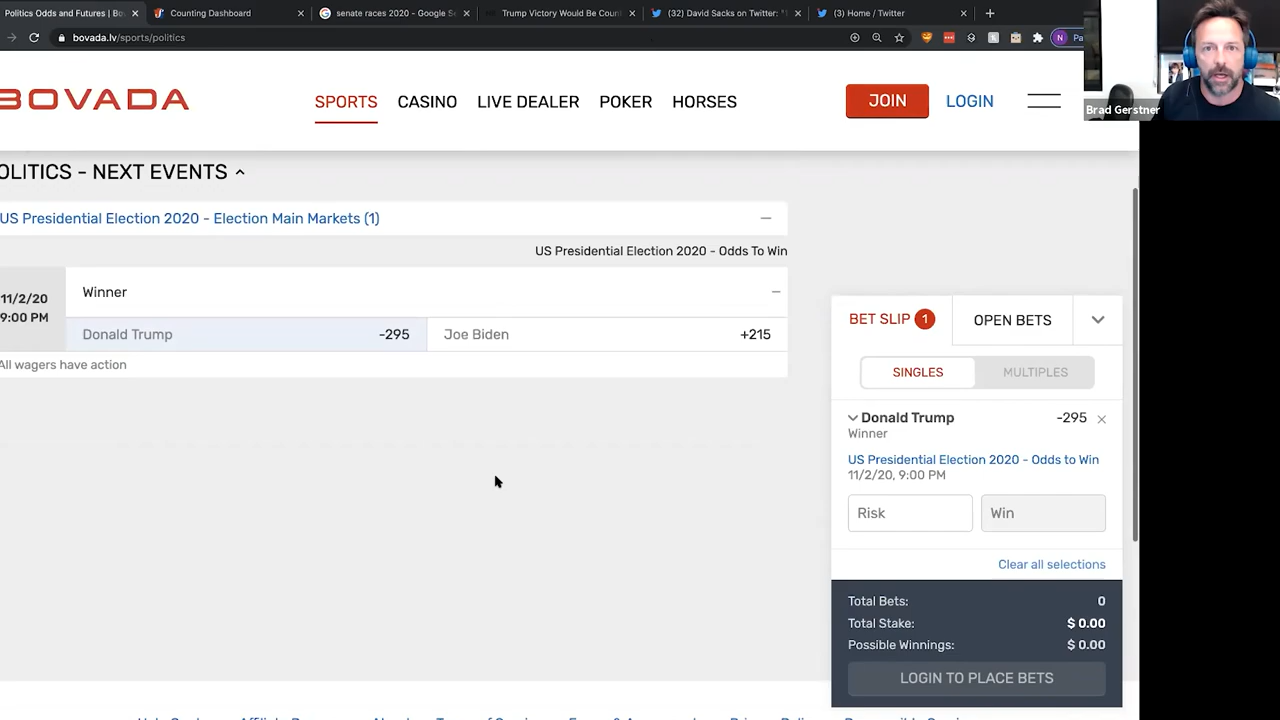 Politics Odds and Futures | Bov
Counting Dashboard
senate races 2020 - Google Se
Trump Victory Would Be Coun
(32) David Sacks on Twitter: "
(3) Home / Twitter
bovada.lv/sports/politics
N
Pa
Brad Gerstner
BOVADA
SPORTS
CASINO
LIVE DEALER
POKER
HORSES
JOIN
LOGIN
OLITICS - NEXT EVENTS
US Presidential Election 2020 - Election Main Markets (1)
US Presidential Election 2020 - Odds To Win
11/2/20
9:00 PM
Winner
Donald Trump -295
Joe Biden +215
All wagers have action
BET SLIP 1
OPEN BETS
SINGLES
MULTIPLES
Donald Trump -295
Winner
US Presidential Election 2020 - Odds to Win
11/2/20, 9:00 PM
Risk
Win
Clear all selections
Total Bets: 0
Total Stake: $ 0.00
Possible Winnings: $ 0.00
LOGIN TO PLACE BETS